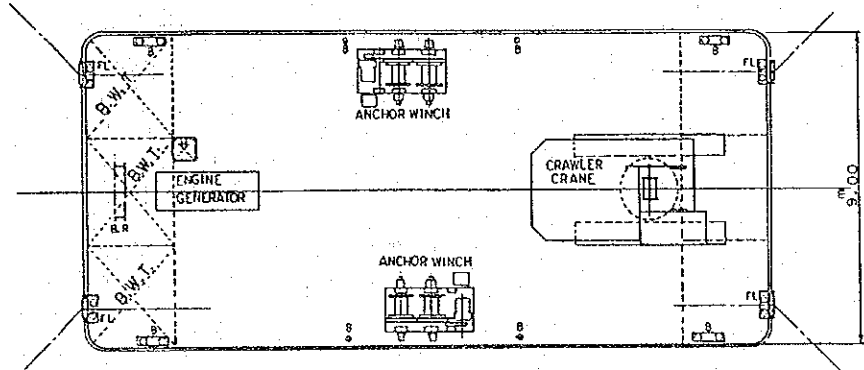 B
B
B
B
FL
FL
B.W.T.
ANCHOR WINCH
B.W.T.
CRAWLER
CRANE
ENGINE
GENERATOR
9.00
m
B.R
B.W.T.
ANCHOR WINCH
FL
FL
B
B
B
B